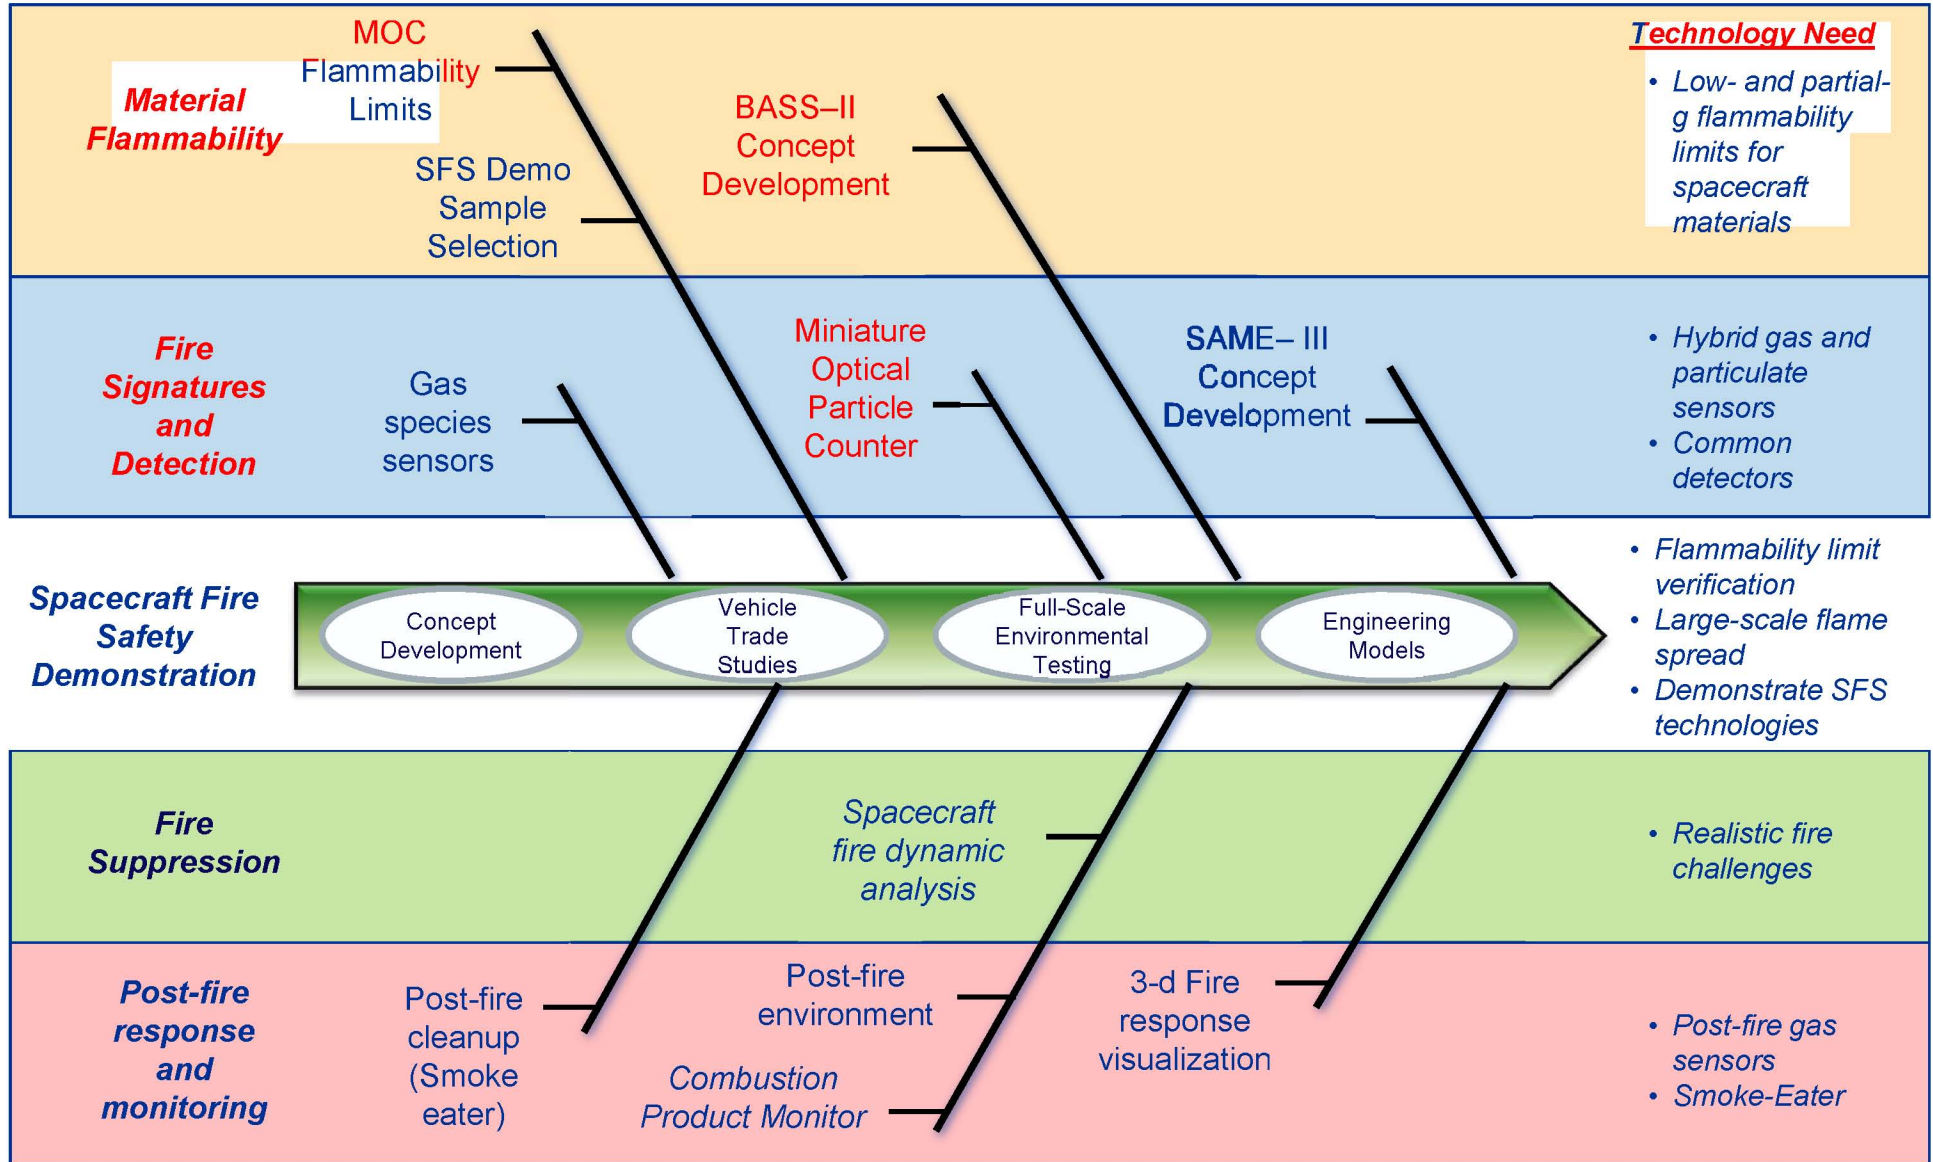 Material
Flammability
MOC
Flammability
Limits
SFS Demo
Sample
Selection
BASS–II
Concept
Development
Technology Need
• Low- and partial-
g flammability
limits for
spacecraft
materials
Fire
Signatures
and
Detection
Gas
species
sensors
Miniature
Optical
Particle
Counter
SAME– III
Concept
Development
• Hybrid gas and
particulate
sensors
• Common
detectors
Spacecraft Fire
Safety
Demonstration
Concept
Development
Vehicle
Trade
Studies
Full-Scale
Environmental
Testing
Engineering
Models
• Flammability limit
verification
• Large-scale flame
spread
• Demonstrate SFS
technologies
Fire
Suppression
Spacecraft
fire dynamic
analysis
• Realistic fire
challenges
Post-fire
response
and
monitoring
Post-fire
cleanup
(Smoke
eater)
Post-fire
environment
Combustion
Product Monitor
3-d Fire
response
visualization
• Post-fire gas
sensors
• Smoke-Eater